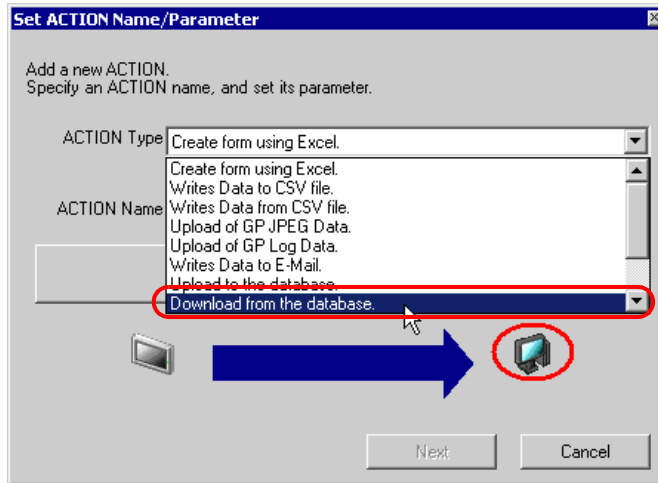 Set ACTION Name/Parameter
Add a new ACTION.
Specify an ACTION name, and set its parameter.
ACTION Type
Create form using Excel.
Create form using Excel.
Writes Data to CSV file.
ACTION Name
Writes Data from CSV file.
Upload of GP JPEG Data.
Upload of GP Log Data.
Writes Data to E-Mail.
Upload to the database.
Download from the database.
Next
Cancel